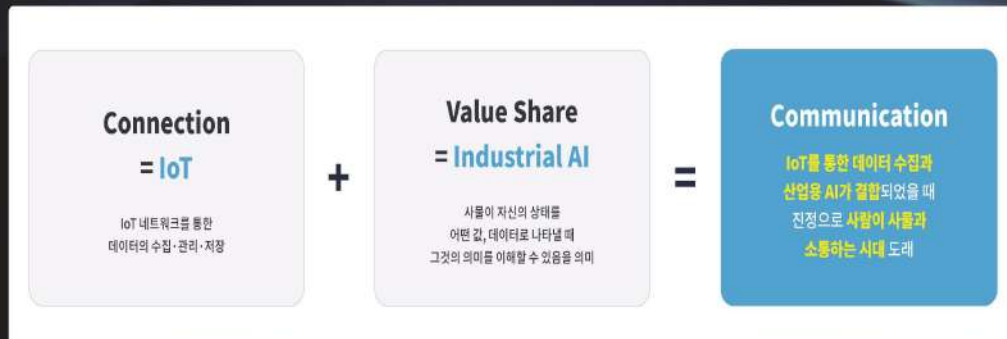 Connection
= IoT
IoT 네트워크를 통한
데이터의 수집·관리·저장
+
Value Share
= Industrial AI
사물이 자신의 상태를
어떤 값, 데이터로 나타낼 때
그것의 의미를 이해할 수 있음을 의미
=
Communication
IoT를 통한 데이터 수집과
산업용 AI가 결합되었을 때
진정으로 사람이 사물과
소통하는 시대 도래